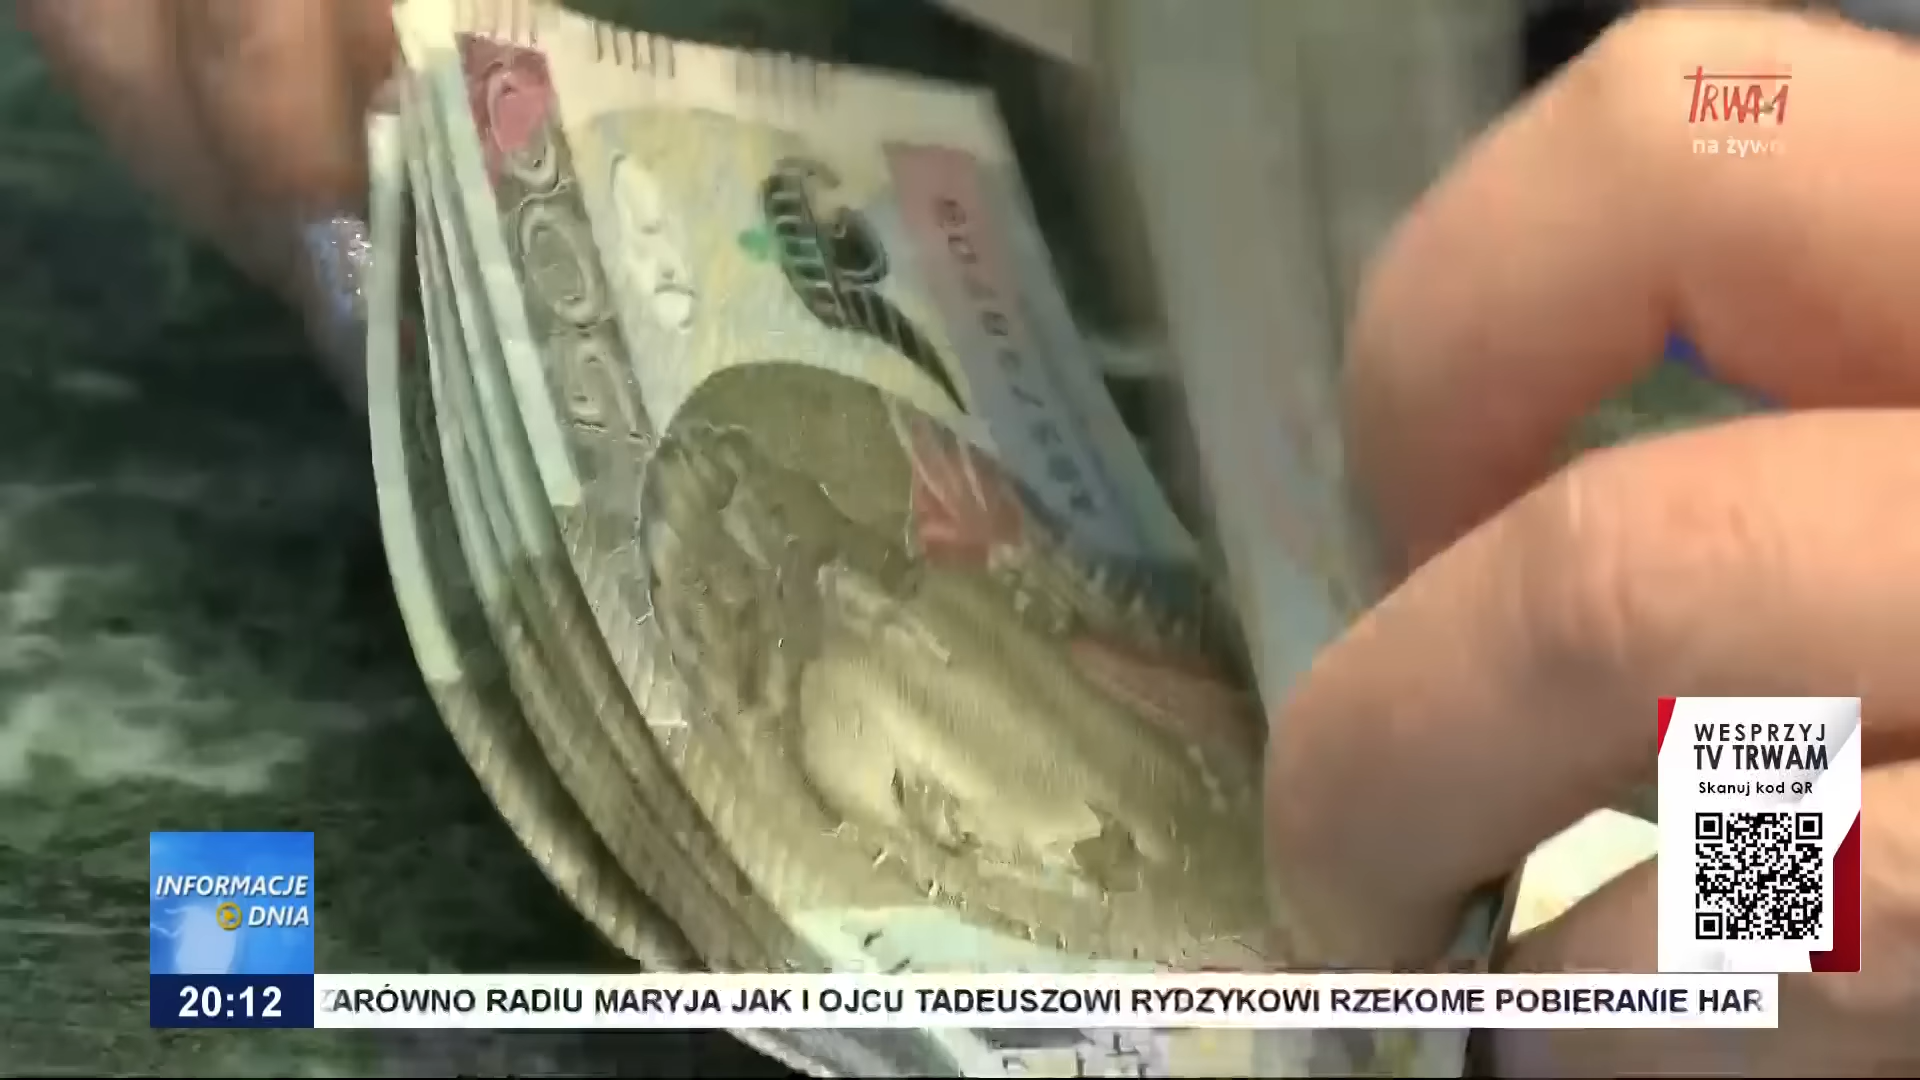 TRWAM
na żywo
WESPRZYJ
TV TRWAM
Skanuj kod QR
INFORMACJE
DNIA
20:12
ZARÓWNO RADIU MARYJA JAK I OJCU TADEUSZOWI RYDZYKOWI RZEKOME POBIERANIE HAR